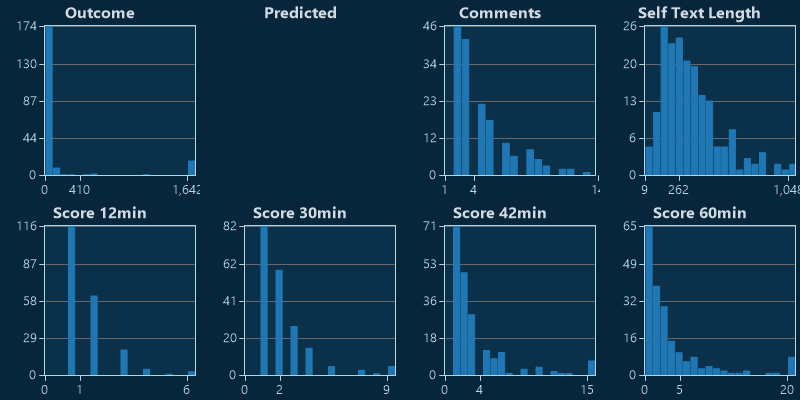 Outcome
174
130
87
44
0
0 410 1,642
Predicted
Comments
46
34
23
12
0
1 4
Self Text Length
26
20
13
6
0
9 262 1,048
Score 12min
116
87
58
29
0
0 1 6
Score 30min
82
62
41
20
0
0 2 9
Score 42min
71
53
36
18
0
0 4 15
Score 60min
65
49
32
16
0
0 5 20